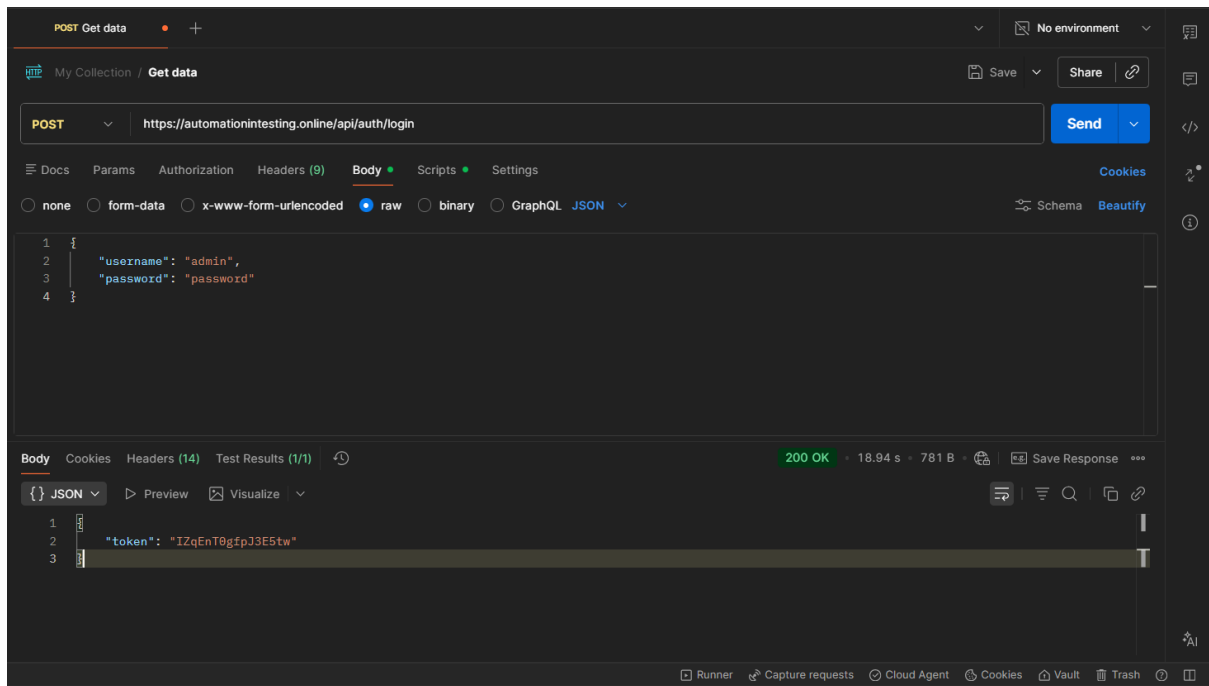 POST Get data
No environment
HTTP My Collection / Get data
Save
Share
POST https://automationintesting.online/api/auth/login
Send
Docs Params Authorization Headers (9) Body Scripts Settings
Cookies
none form-data x-www-form-urlencoded raw binary GraphQL JSON
Schema Beautify
1 {
2 "username": "admin",
3 "password": "password"
4 }
Body Cookies Headers (14) Test Results (1/1)
200 OK • 18.94 s • 781 B •
e.g. Save Response
{} JSON Preview Visualize
1 {
2 "token": "IZqEnT0gfpJ3E5tw"
3 }
AI
Runner Capture requests Cloud Agent Cookies Vault Trash